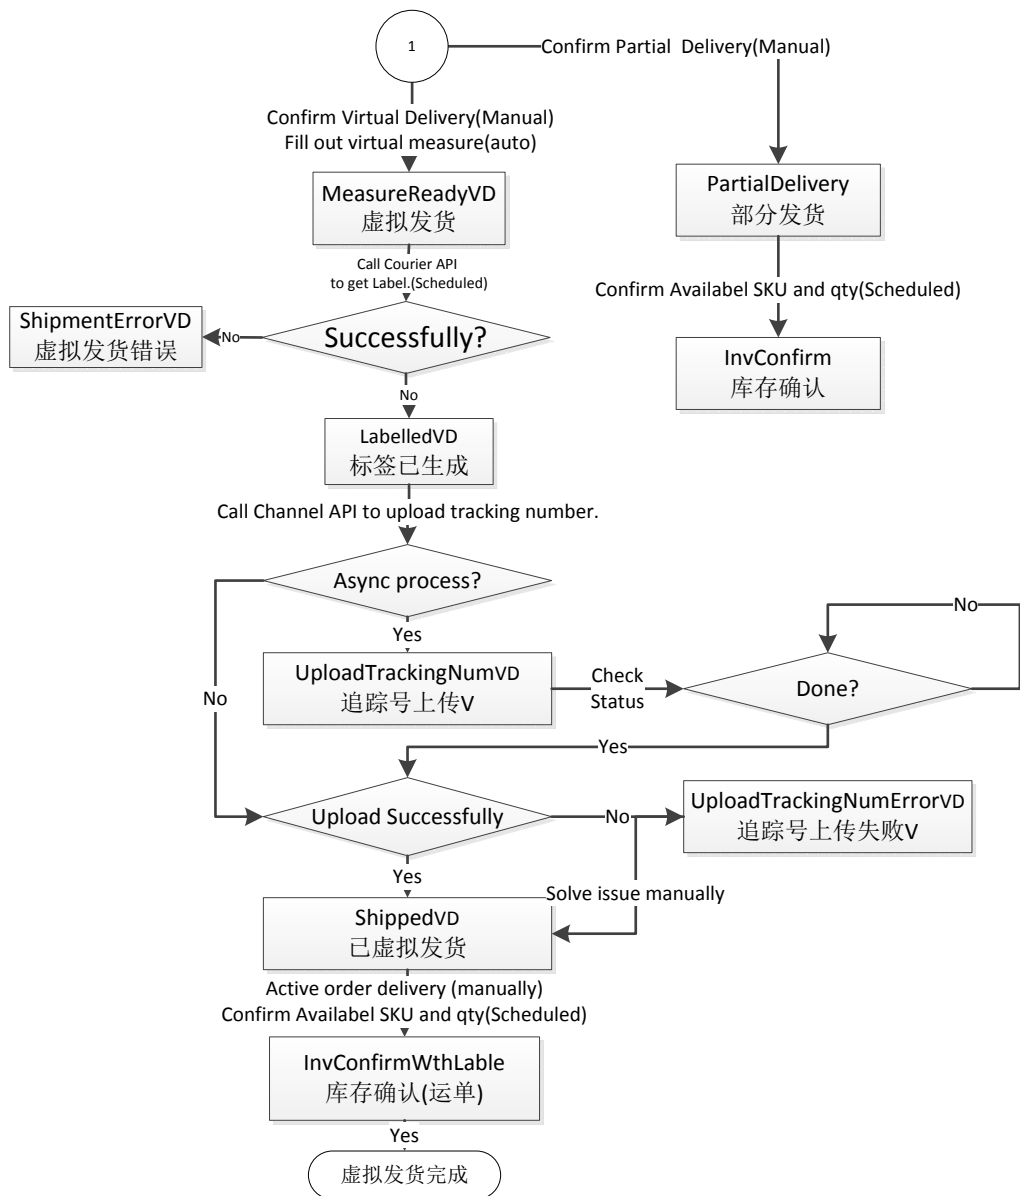 1
Confirm Partial  Delivery(Manual)
Confirm Virtual Delivery(Manual)
Fill out virtual measure(auto)
MeasureReadyVD
虚拟发货
PartialDelivery
部分发货
Call Courier API
to get Label.(Scheduled)
Confirm Availabel SKU and qty(Scheduled)
ShipmentErrorVD
虚拟发货错误
No
Successfully?
InvConfirm
库存确认
No
LabelledVD
标签已生成
Call Channel API to upload tracking number.
Async process?
No
Yes
UploadTrackingNumVD
追踪号上传V
Check
Status
Done?
No
Yes
Upload Successfully
No
UploadTrackingNumErrorVD
追踪号上传失败V
Yes
Solve issue manually
ShippedVD
已虚拟发货
Active order delivery (manually)
Confirm Availabel SKU and qty(Scheduled)
InvConfirmWthLable
库存确认(运单)
Yes
虚拟发货完成